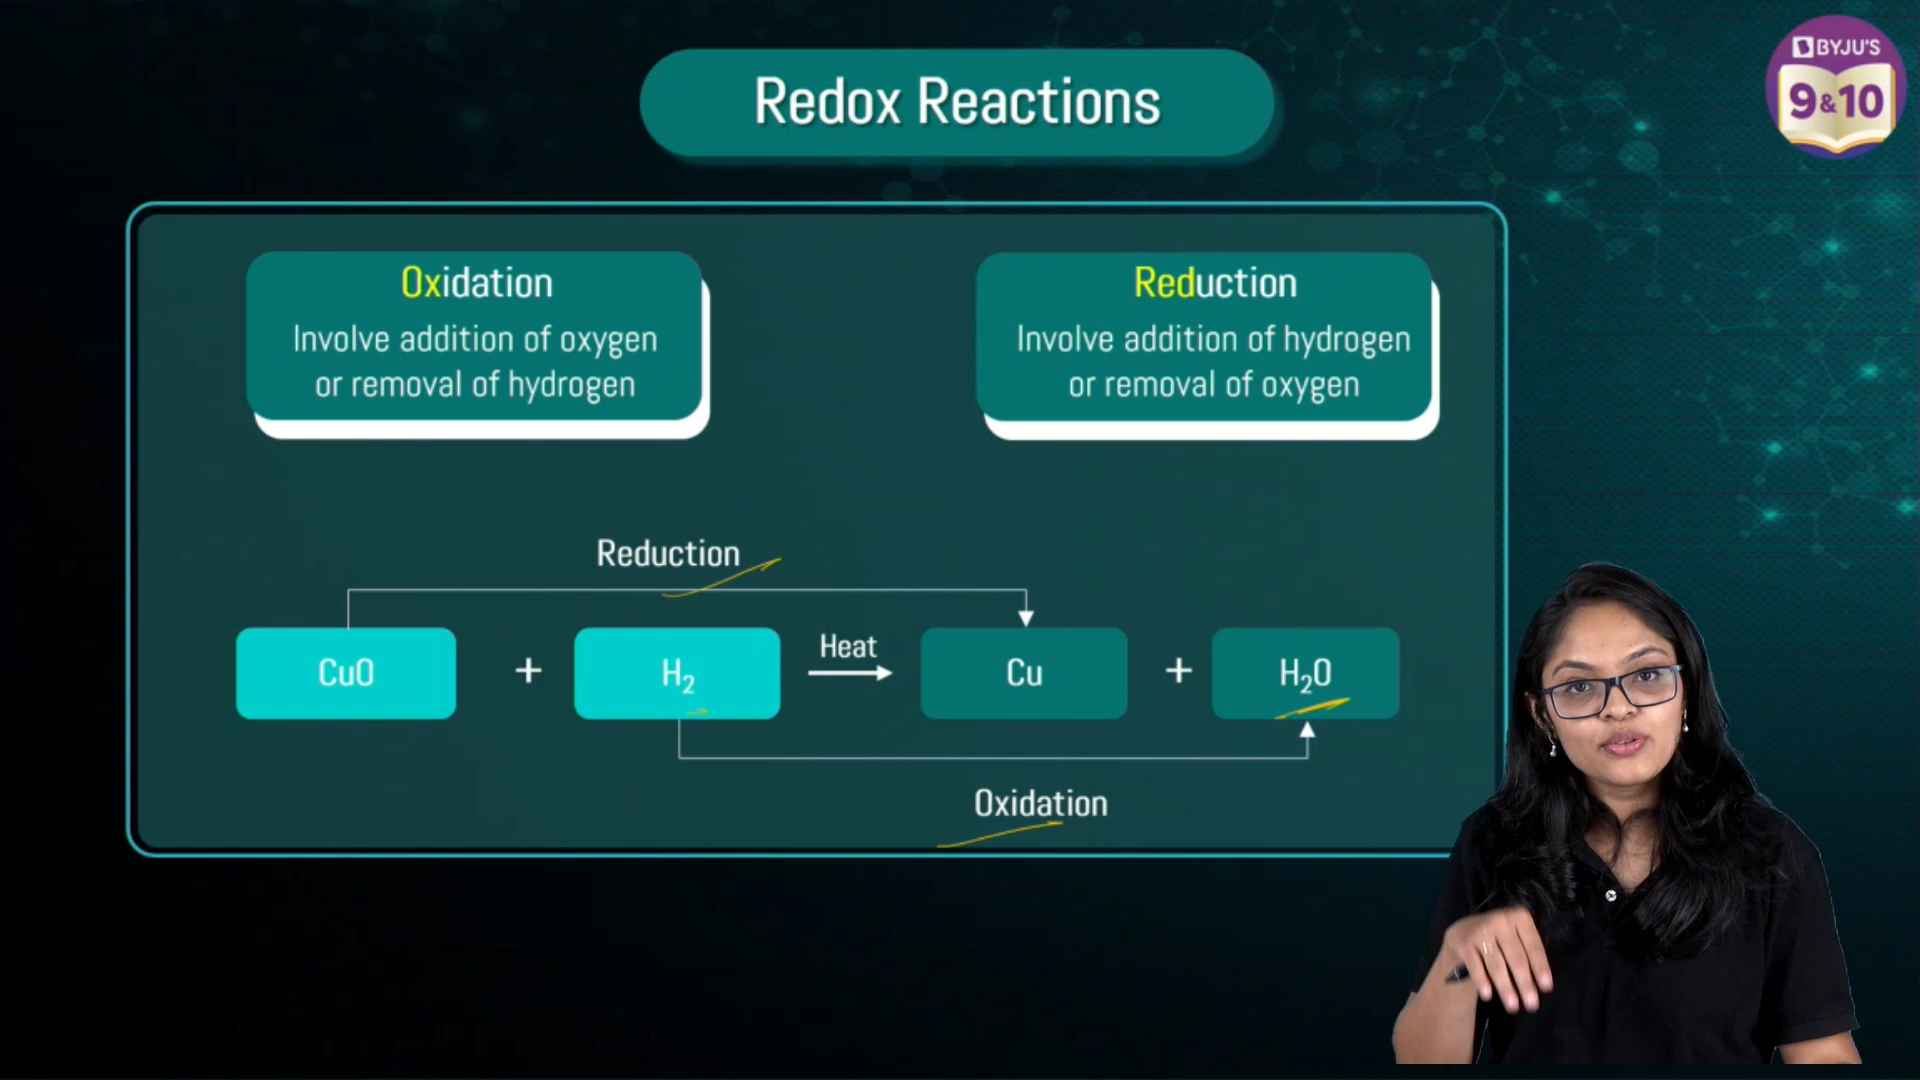 Redox Reactions
BYJU'S
9&10
Oxidation
Involve addition of oxygen
or removal of hydrogen
Reduction
Involve addition of hydrogen
or removal of oxygen
Reduction
CuO + H₂ Heat Cu + H₂O
Oxidation